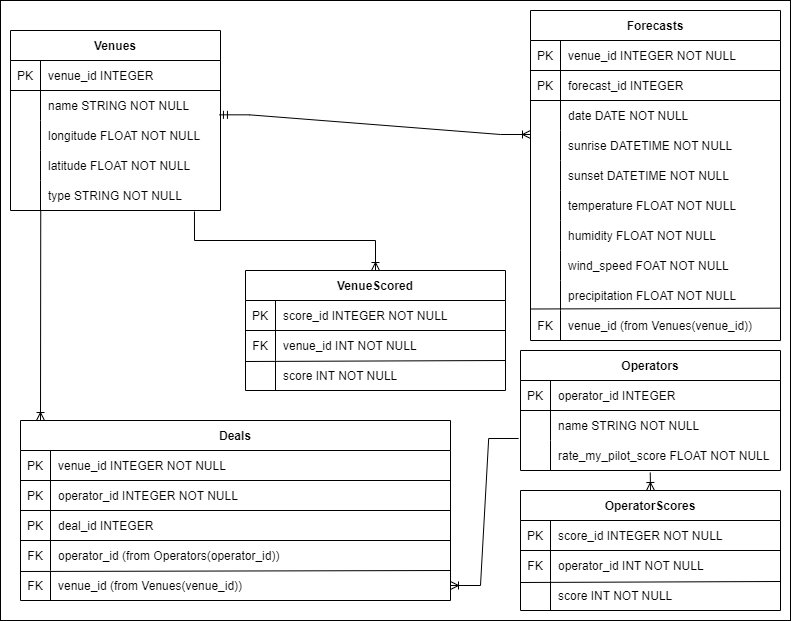 Venues
PK venue_id INTEGER
name STRING NOT NULL
longitude FLOAT NOT NULL
latitude FLOAT NOT NULL
type STRING NOT NULL
Forecasts
PK venue_id INTEGER NOT NULL
PK forecast_id INTEGER
date DATE NOT NULL
sunrise DATETIME NOT NULL
sunset DATETIME NOT NULL
temperature FLOAT NOT NULL
humidity FLOAT NOT NULL
wind_speed FOAT NOT NULL
precipitation FLOAT NOT NULL
FK venue_id (from Venues(venue_id))
VenueScored
PK score_id INTEGER NOT NULL
FK venue_id INT NOT NULL
score INT NOT NULL
Operators
PK operator_id INTEGER
name STRING NOT NULL
rate_my_pilot_score FLOAT NOT NULL
Deals
PK venue_id INTEGER NOT NULL
PK operator_id INTEGER NOT NULL
PK deal_id INTEGER
FK operator_id (from Operators(operator_id))
FK venue_id (from Venues(venue_id))
OperatorScores
PK score_id INTEGER NOT NULL
FK operator_id INT NOT NULL
score INT NOT NULL